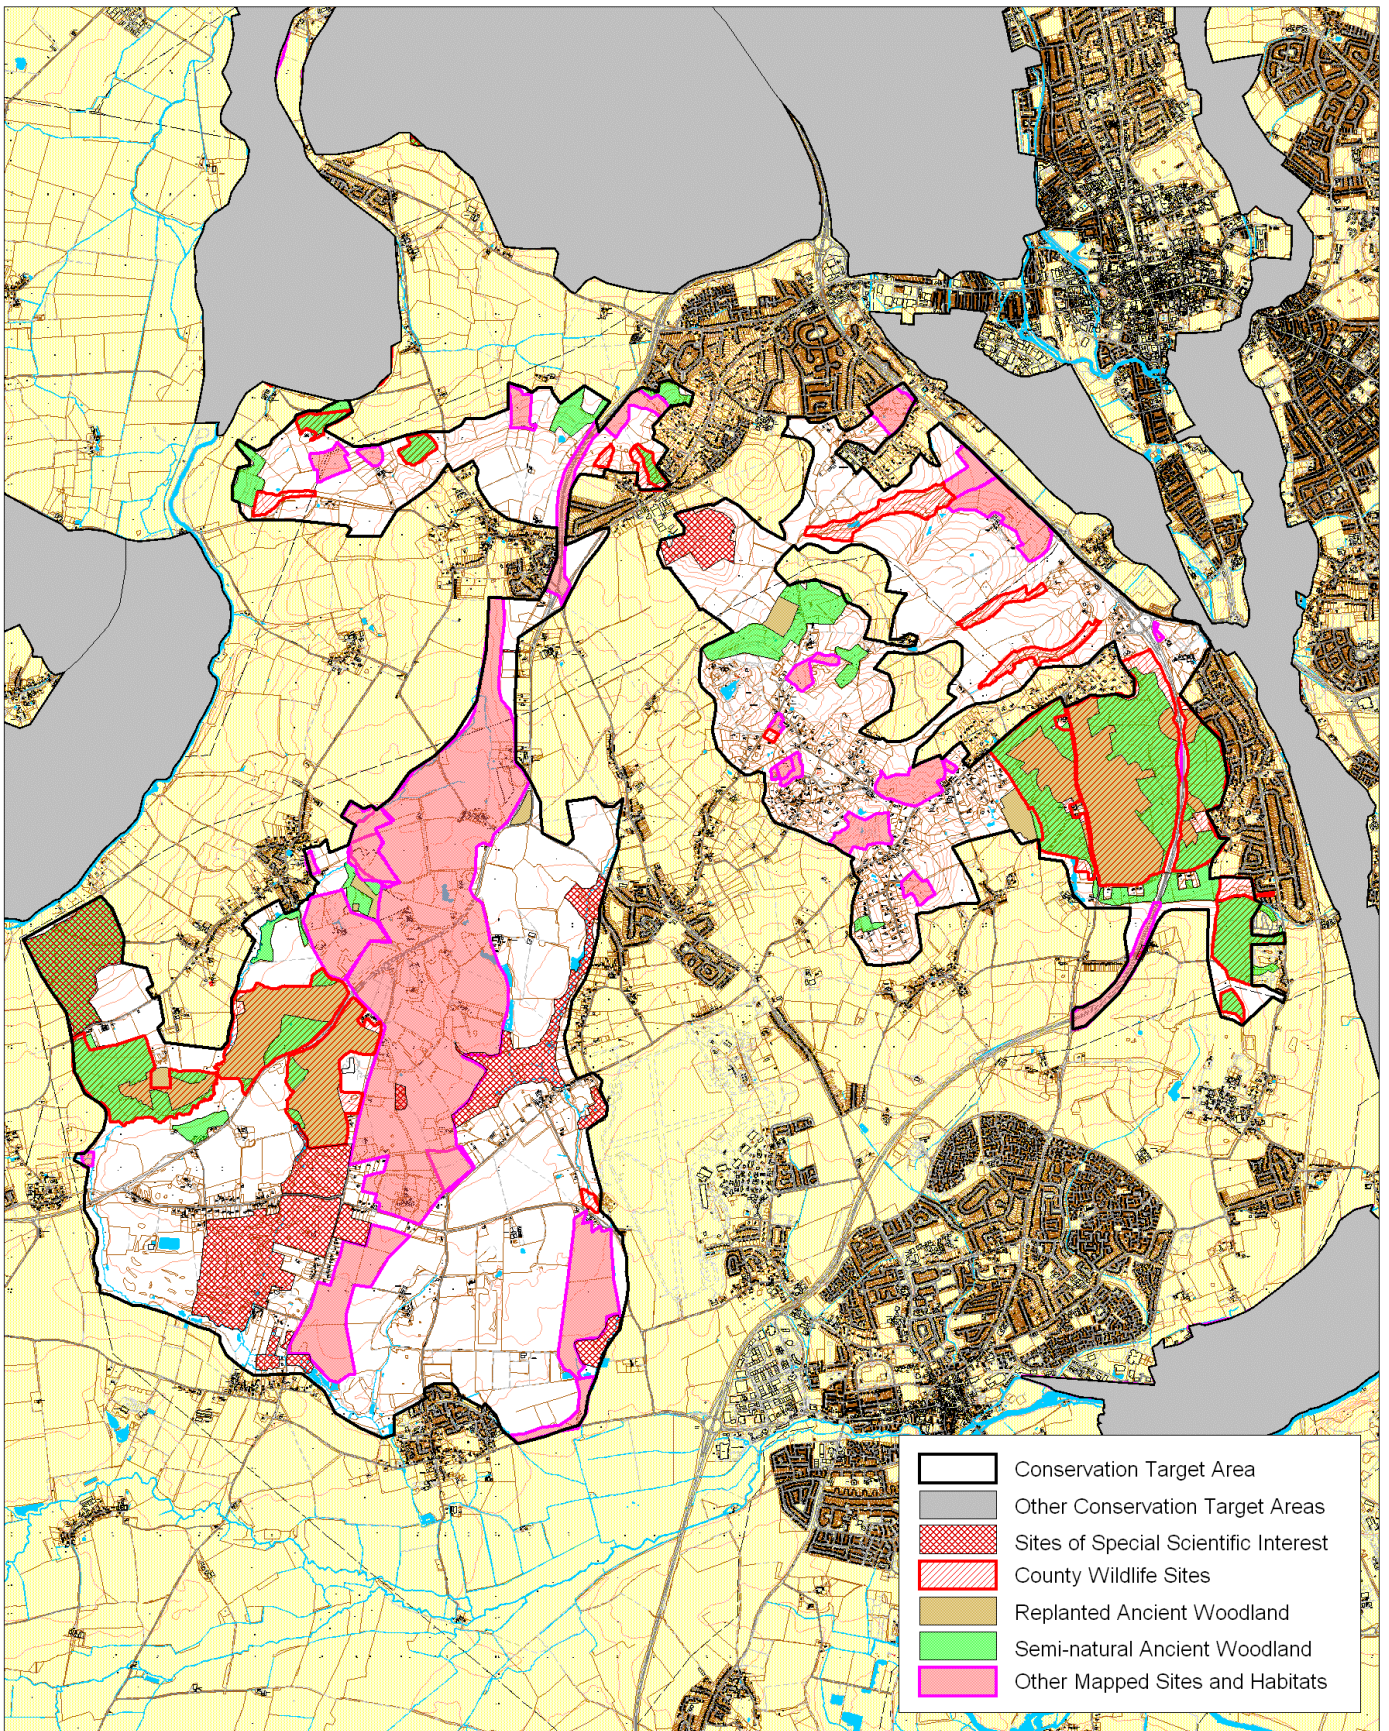 Conservation Target Area
Other Conservation Target Areas
Sites of Special Scientific Interest
County Wildlife Sites
Replanted Ancient Woodland
Semi-natural Ancient Woodland
Other Mapped Sites and Habitats